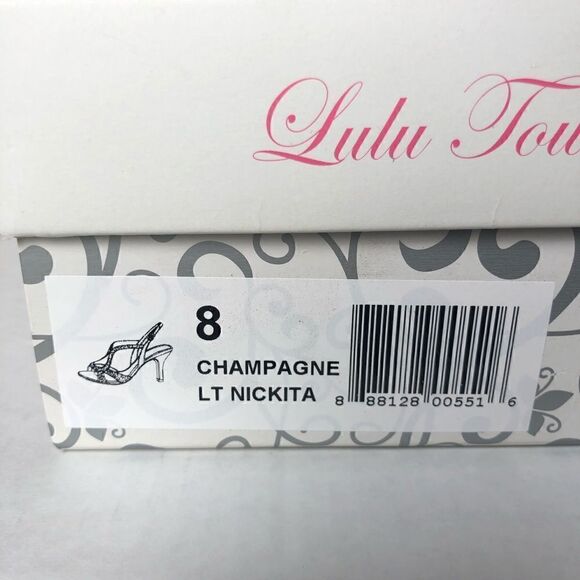 Lulu Tou
8
CHAMPAGNE
LT NICKITA
8 88128 00551 6